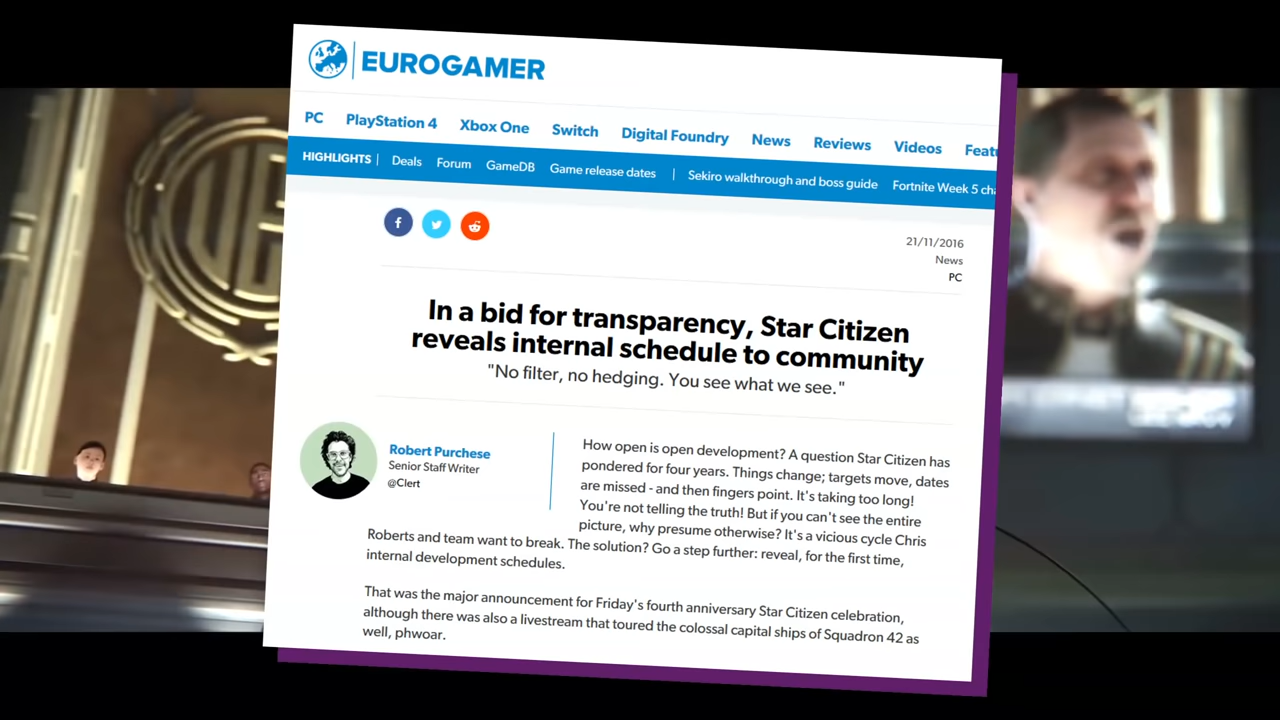 EUROGAMER
PC PlayStation 4 Xbox One Switch Digital Foundry News Reviews Videos Featu
HIGHLIGHTS | Deals Forum GameDB Game release dates | Sekiro walkthrough and boss guide Fortnite Week 5 cha
21/11/2016
News
PC
In a bid for transparency, Star Citizen
reveals internal schedule to community
"No filter, no hedging. You see what we see."
Robert Purchese
Senior Staff Writer
@Clert
How open is open development? A question Star Citizen has
pondered for four years. Things change; targets move, dates
are missed - and then fingers point. It's taking too long!
You're not telling the truth! But if you can't see the entire
picture, why presume otherwise? It's a vicious cycle Chris
Roberts and team want to break. The solution? Go a step further: reveal, for the first time,
internal development schedules.
That was the major announcement for Friday's fourth anniversary Star Citizen celebration,
although there was also a livestream that toured the colossal capital ships of Squadron 42 as
well, phwoar.